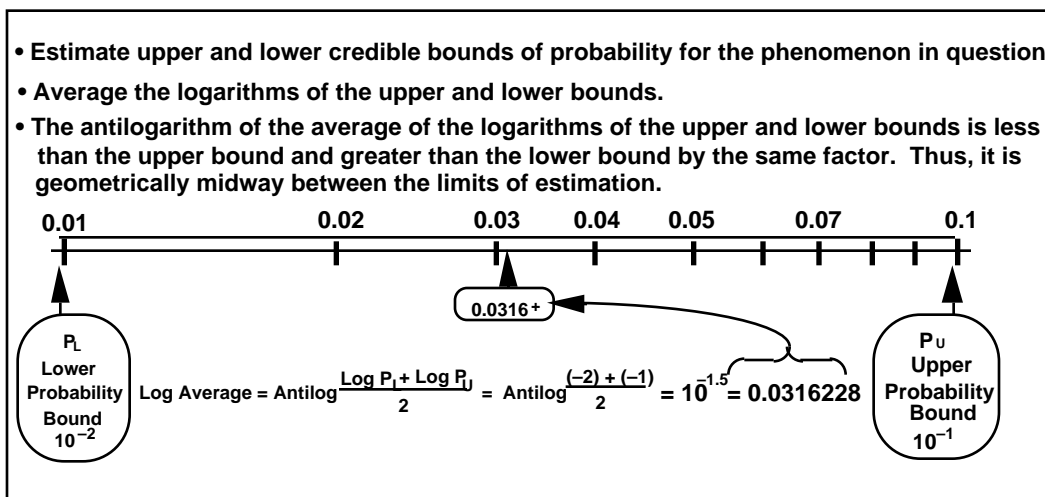 • Estimate upper and lower credible bounds of probability for the phenomenon in question
• Average the logarithms of the upper and lower bounds.
• The antilogarithm of the average of the logarithms of the upper and lower bounds is less
than the upper bound and greater than the lower bound by the same factor. Thus, it is
geometrically midway between the limits of estimation.
0.01 0.02 0.03 0.04 0.05 0.07 0.1
0.0316+
PL
Lower
Probability
Bound
10–2
Log Average = Antilog Log PL + Log PU / 2 = Antilog (–2) + (–1) / 2 = 10–1.5 = 0.0316228
PU
Upper
Probability
Bound
10–1